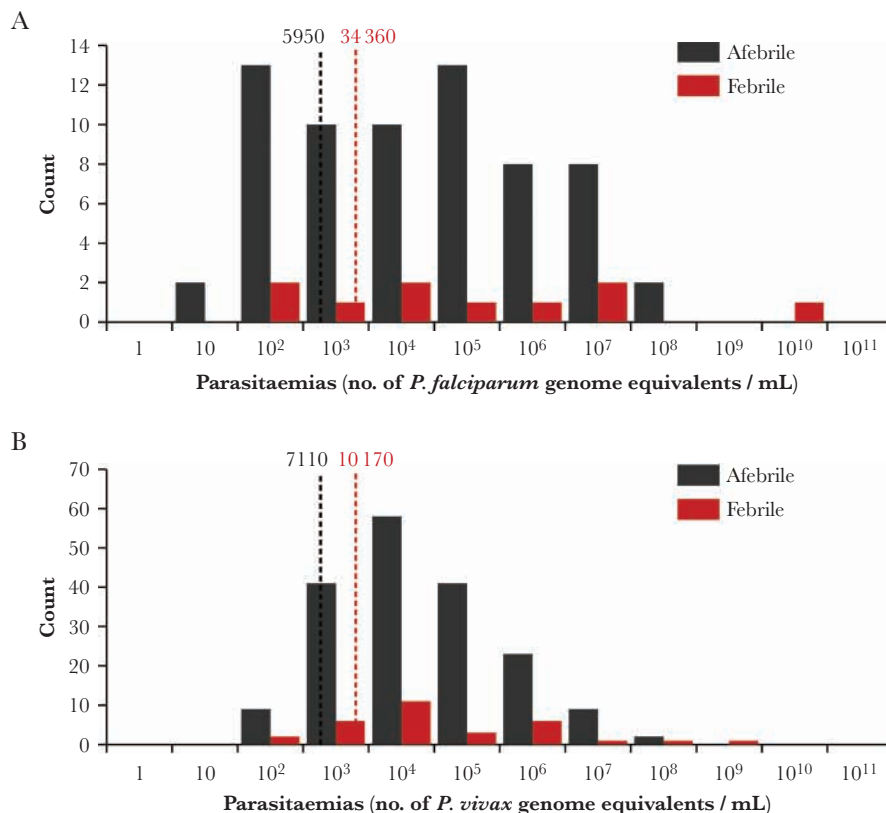 A
5950 34 360
14
12
10
8
6
4
2
0
Count
Afebrile
Febrile
1 10 10² 10³ 10⁴ 10⁵ 10⁶ 10⁷ 10⁸ 10⁹ 10¹⁰ 10¹¹
Parasitaemias (no. of P. falciparum genome equivalents / mL)
B
7110 10 170
70
60
50
40
30
20
10
0
Count
Afebrile
Febrile
1 10 10² 10³ 10⁴ 10⁵ 10⁶ 10⁷ 10⁸ 10⁹ 10¹⁰ 10¹¹
Parasitaemias (no. of P. vivax genome equivalents / mL)